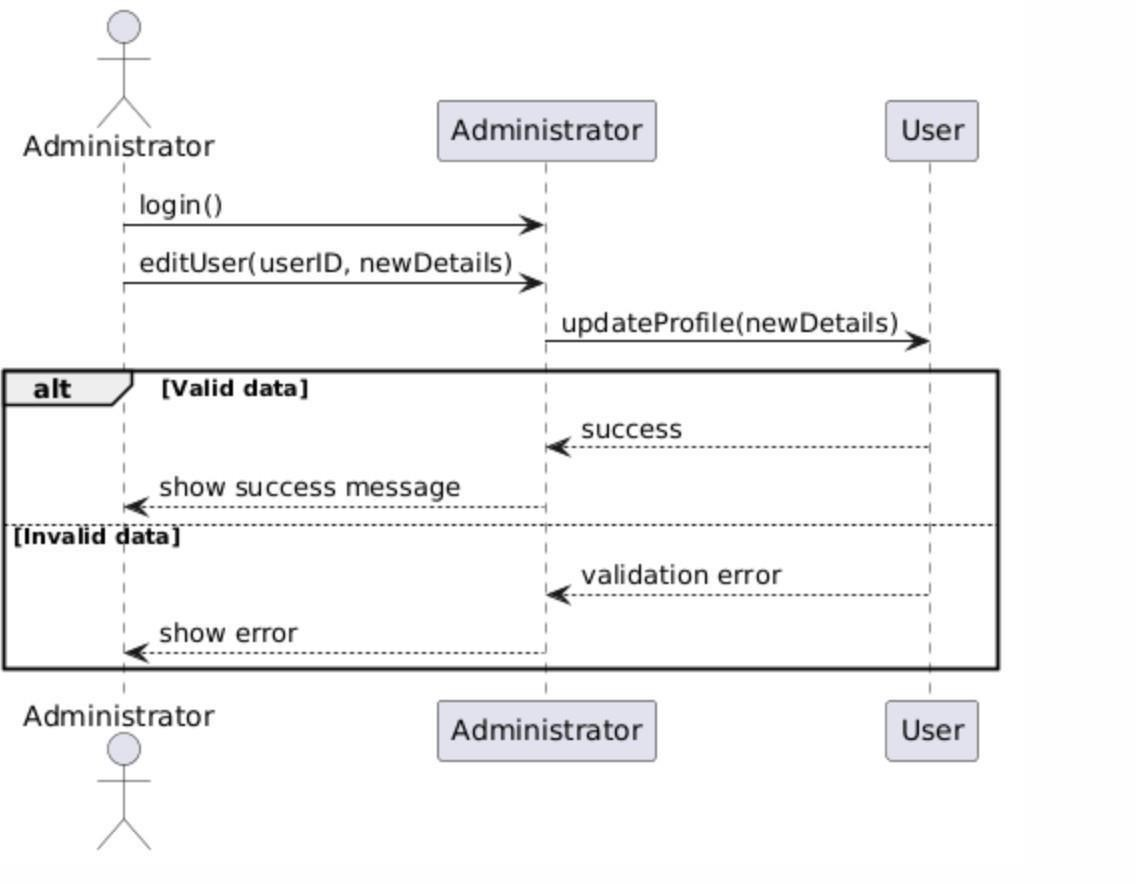 Administrator
Administrator
User
login()
editUser(userID, newDetails)
updateProfile(newDetails)
alt
[Valid data]
success
show success message
[Invalid data]
validation error
show error
Administrator
Administrator
User